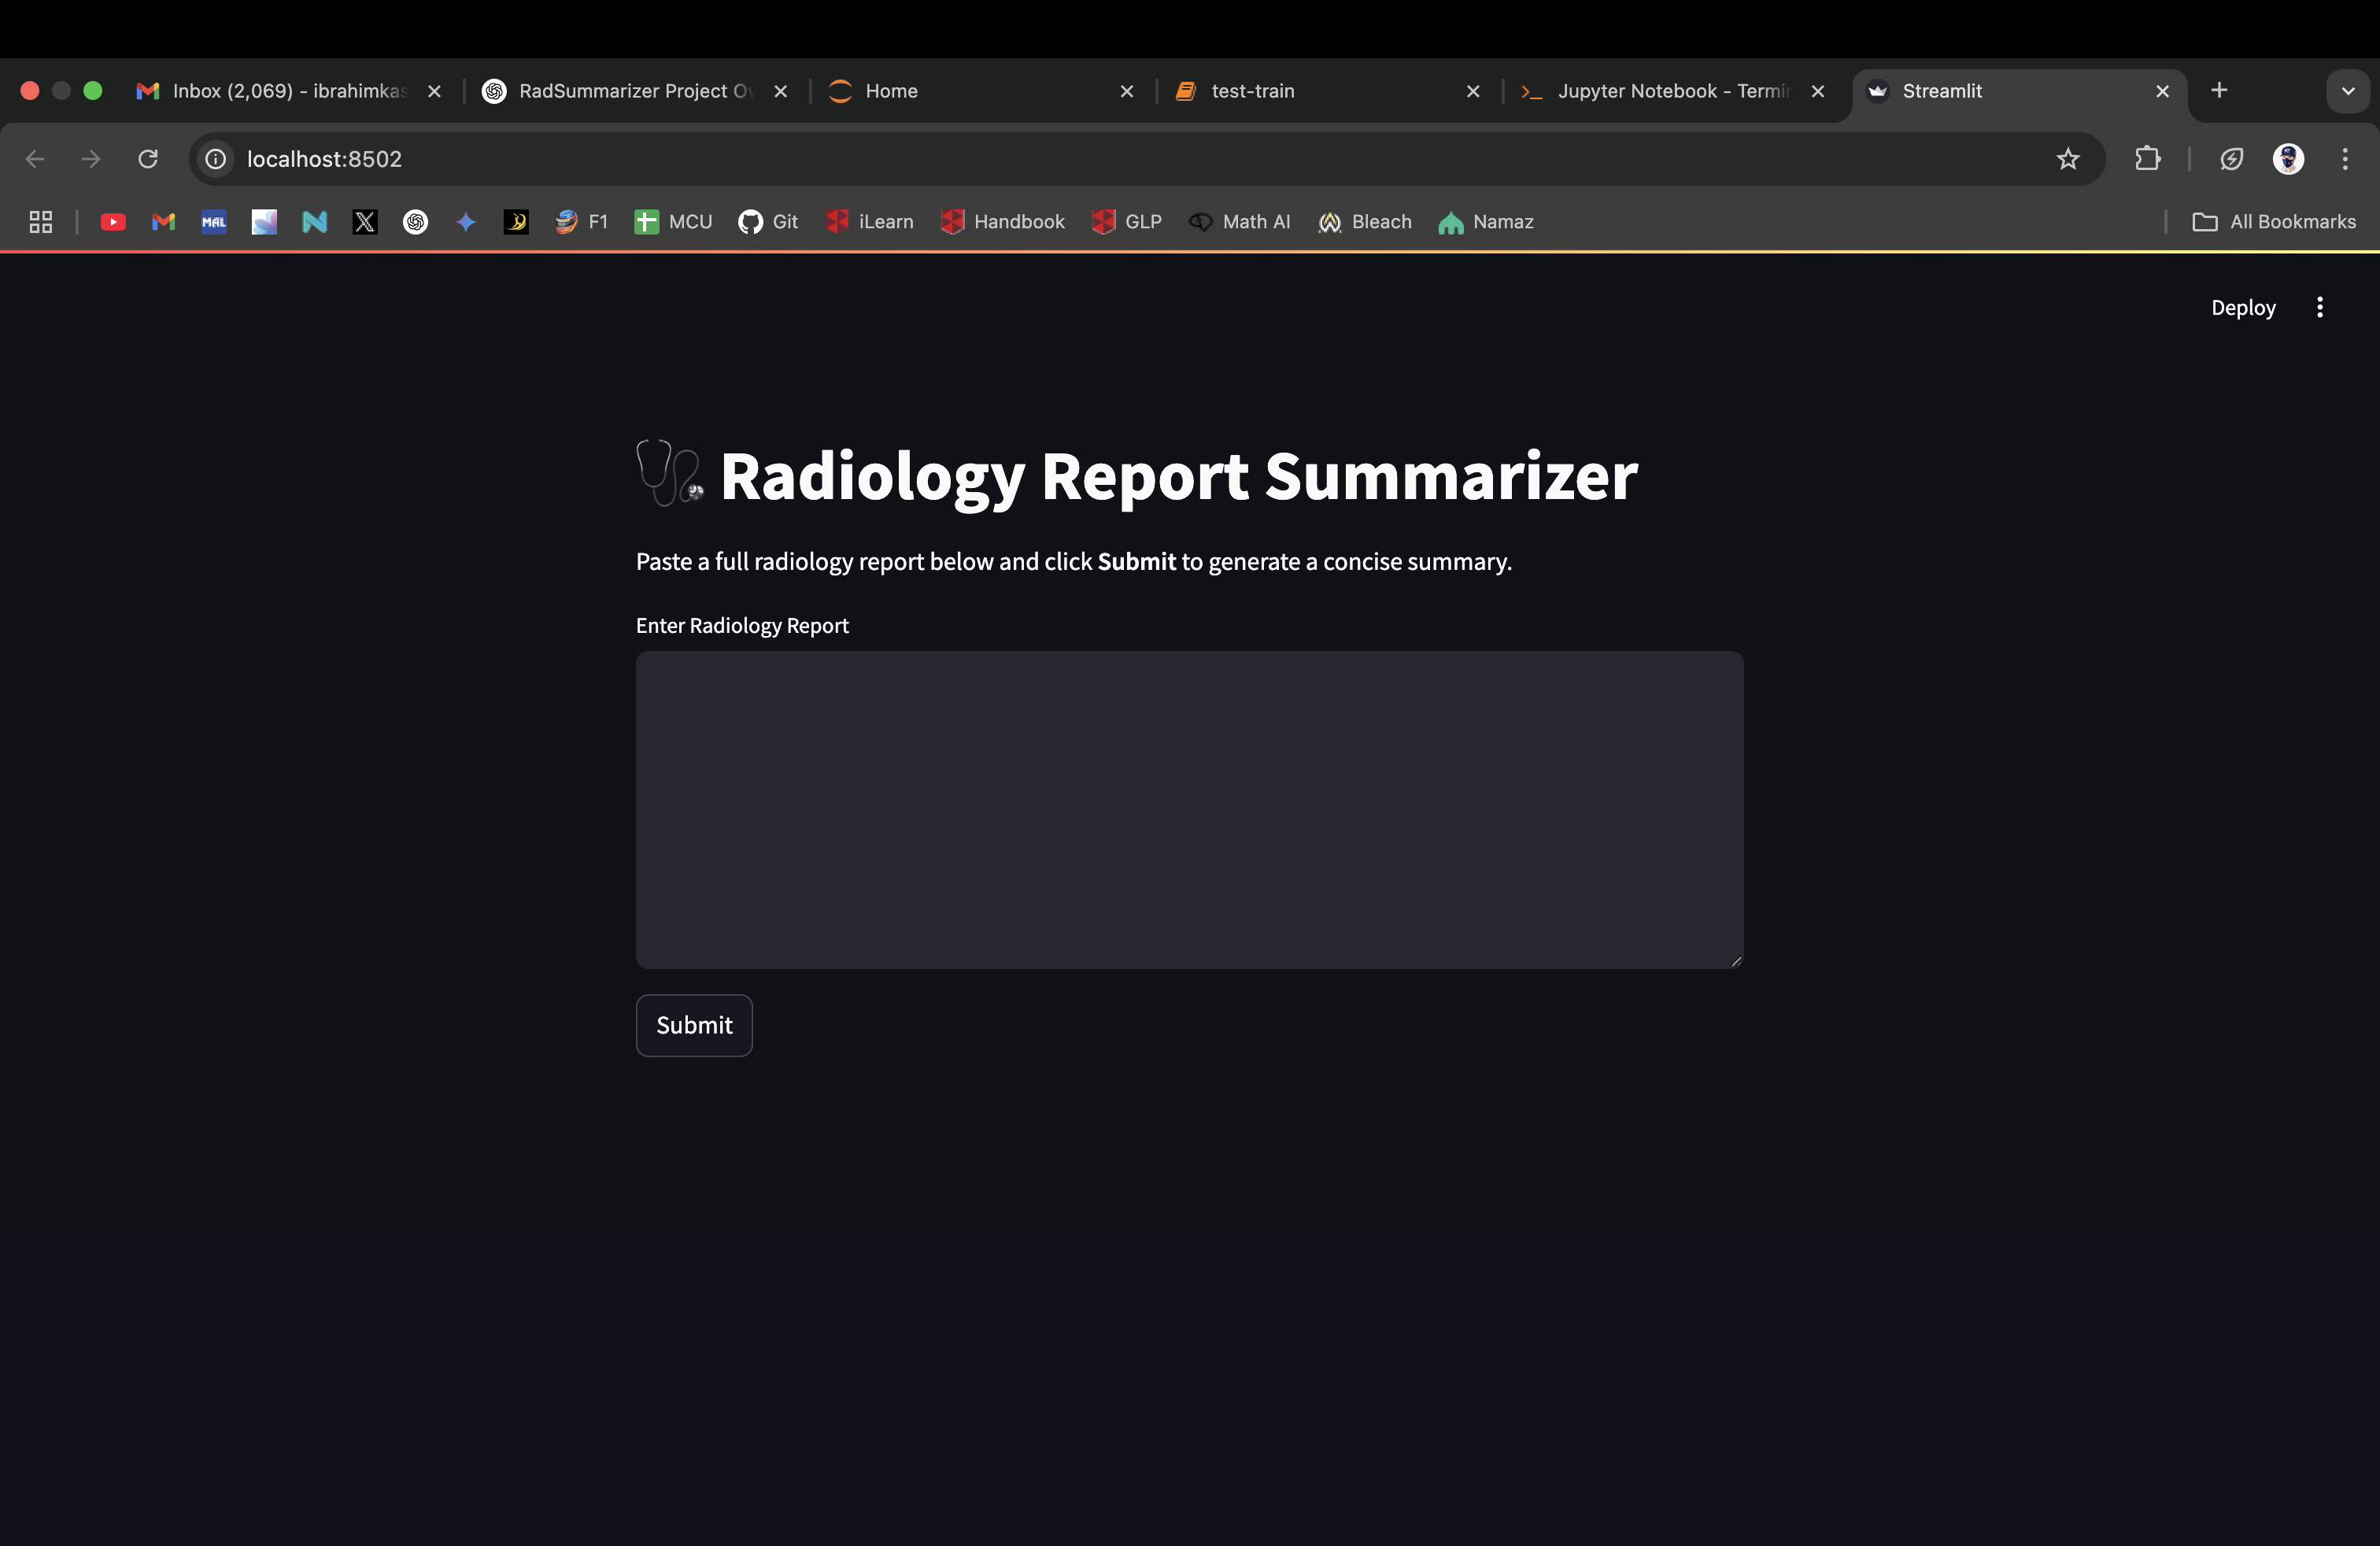 Inbox (2,069) - ibrahimkas
RadSummarizer Project Ov
Home
test-train
Jupyter Notebook - Termin
Streamlit
localhost:8502
MAL
F1
MCU
Git
iLearn
Handbook
GLP
Math AI
Bleach
Namaz
All Bookmarks
Deploy
Radiology Report Summarizer
Paste a full radiology report below and click Submit to generate a concise summary.
Enter Radiology Report
Submit